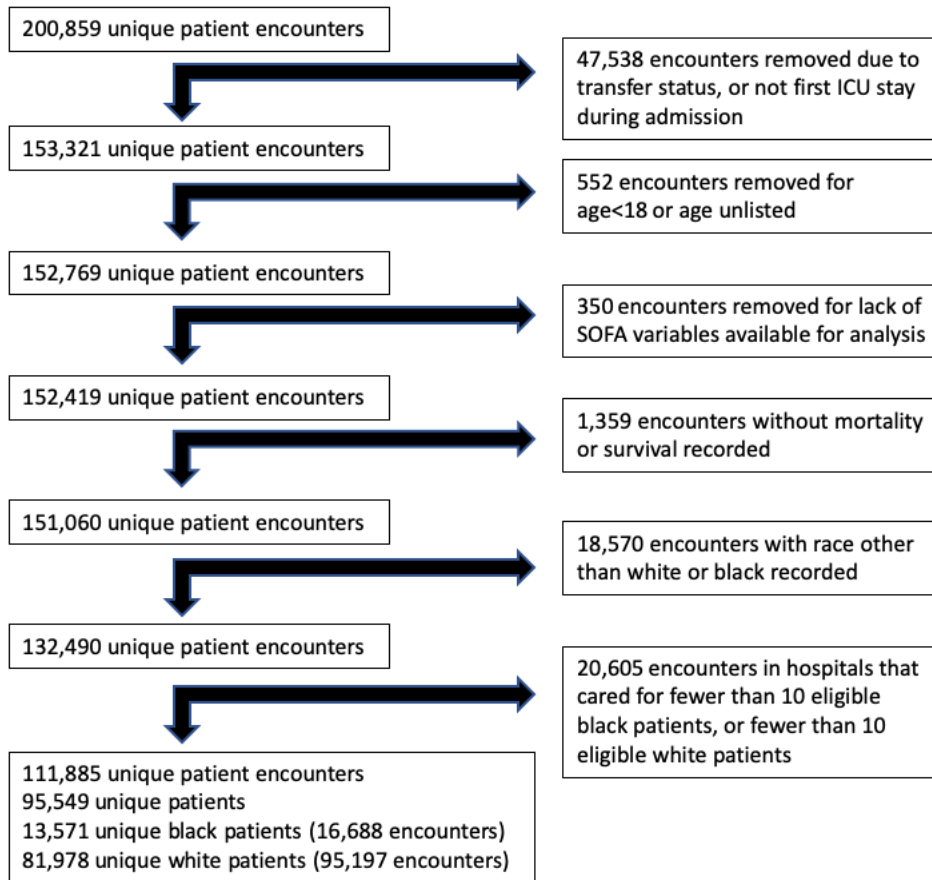 200,859 unique patient encounters
47,538 encounters removed due to
transfer status, or not first ICU stay
during admission
153,321 unique patient encounters
552 encounters removed for
age<18 or age unlisted
152,769 unique patient encounters
350 encounters removed for lack of
SOFA variables available for analysis
152,419 unique patient encounters
1,359 encounters without mortality
or survival recorded
151,060 unique patient encounters
18,570 encounters with race other
than white or black recorded
132,490 unique patient encounters
20,605 encounters in hospitals that
cared for fewer than 10 eligible
black patients, or fewer than 10
eligible white patients
111,885 unique patient encounters
95,549 unique patients
13,571 unique black patients (16,688 encounters)
81,978 unique white patients (95,197 encounters)